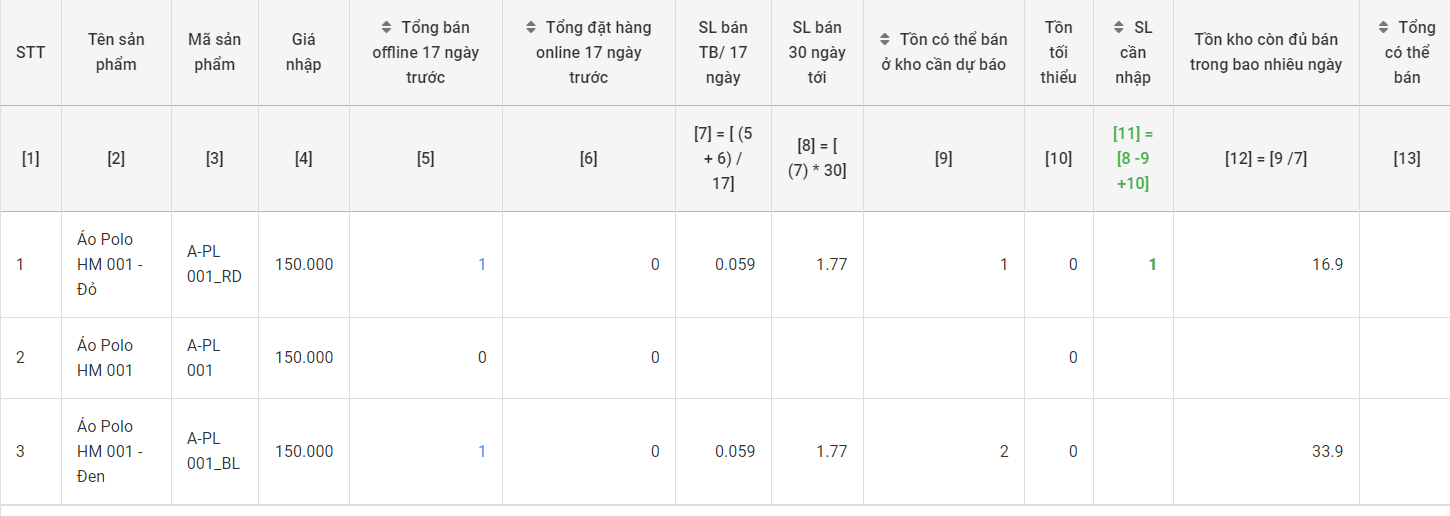 STT
Tên sản
phẩm
Mã sản
phẩm
Giá
nhập
Tổng bán
offline 17 ngày
trước
Tổng đặt hàng
online 17 ngày
trước
SL bán
TB/ 17
ngày
SL bán
30 ngày
tới
Tồn có thể bán
ở kho cần dự báo
Tồn
tối
thiểu
SL
cần
nhập
Tồn kho còn đủ bán
trong bao nhiêu ngày
Tổng
có thể
bán
[1]
[2]
[3]
[4]
[5]
[6]
[7] = [ (5
+ 6) /
17]
[8] = [
(7) * 30]
[9]
[10]
[11] =
[8 -9
+10]
[12] = [9 /7]
[13]
1
Áo Polo
HM 001 -
Đỏ
A-PL
001_RD
150.000
1
0
0.059
1.77
1
0
1
16.9
2
Áo Polo
HM 001
A-PL
001
150.000
0
0
0
3
Áo Polo
HM 001 -
Đen
A-PL
001_BL
150.000
1
0
0.059
1.77
2
0
33.9